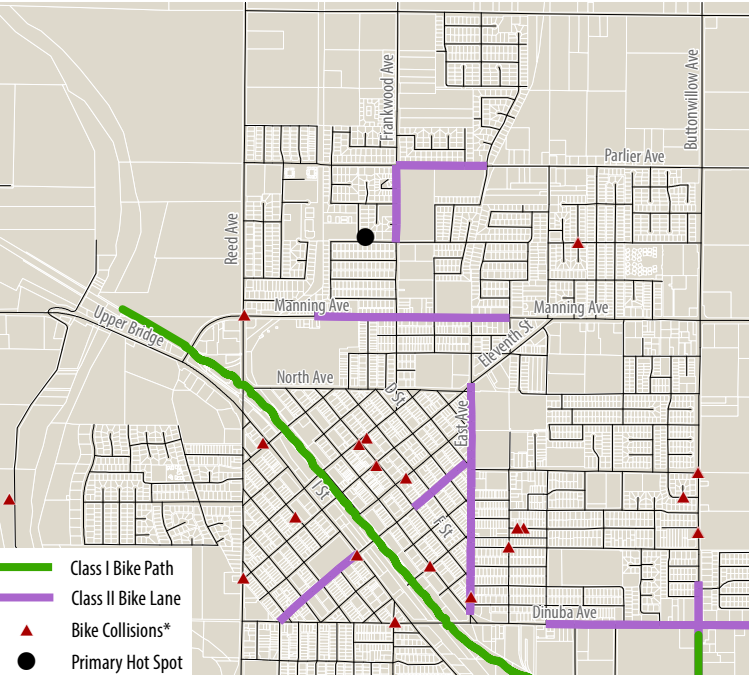 Frankwood Ave
Buttonwillow Ave
Parlier Ave
Reed Ave
Manning Ave
Manning Ave
Upper Bridge
Eleventh St
North Ave
D St
East Ave
St
E St
Dinuba Ave
Class I Bike Path
Class II Bike Lane
Bike Collisions*
Primary Hot Spot